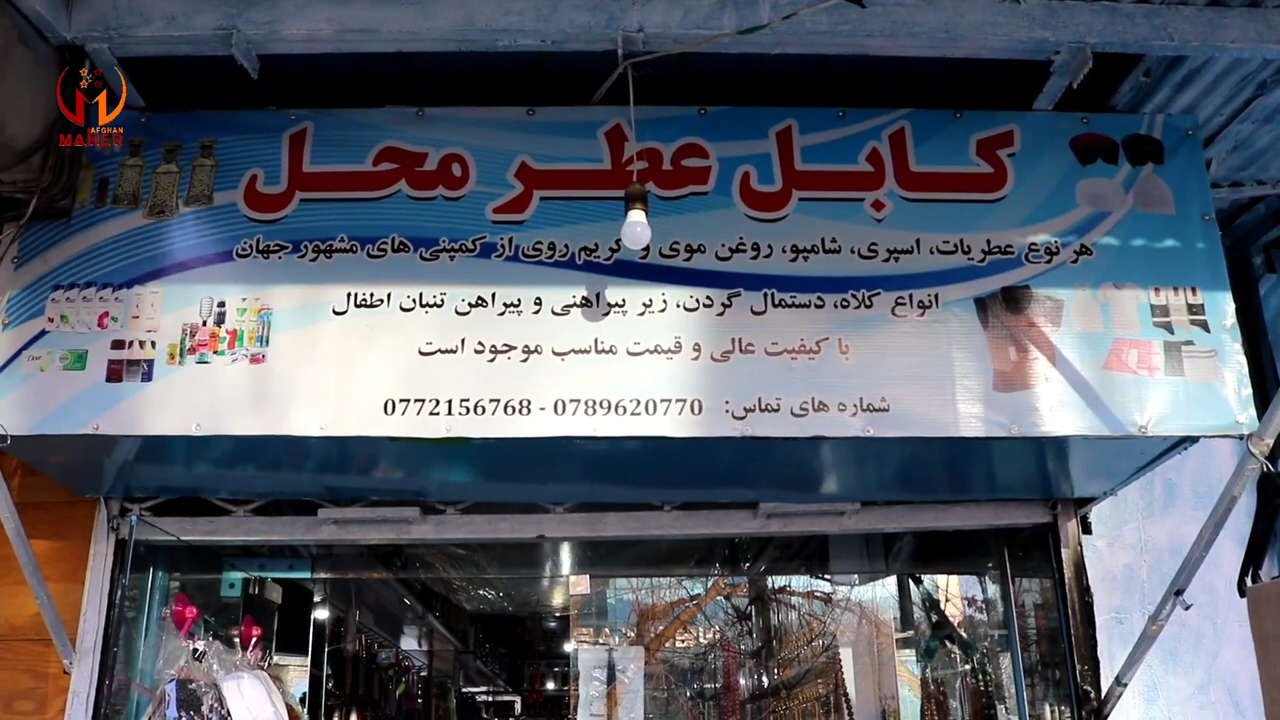 AFGHAN
MAHER
کابل عطر محل
هر نوع عطریات، اسپری، شامپو، روغن موی و کریم روی از کمپنی های مشهور جهان
انواع کلاه، دستمال گردن، زیر پیراهنی و پیراهن تنبان اطفال
با کیفیت عالی و قیمت مناسب موجود است
شماره های تماس: 0789620770 - 0772156768
Dove